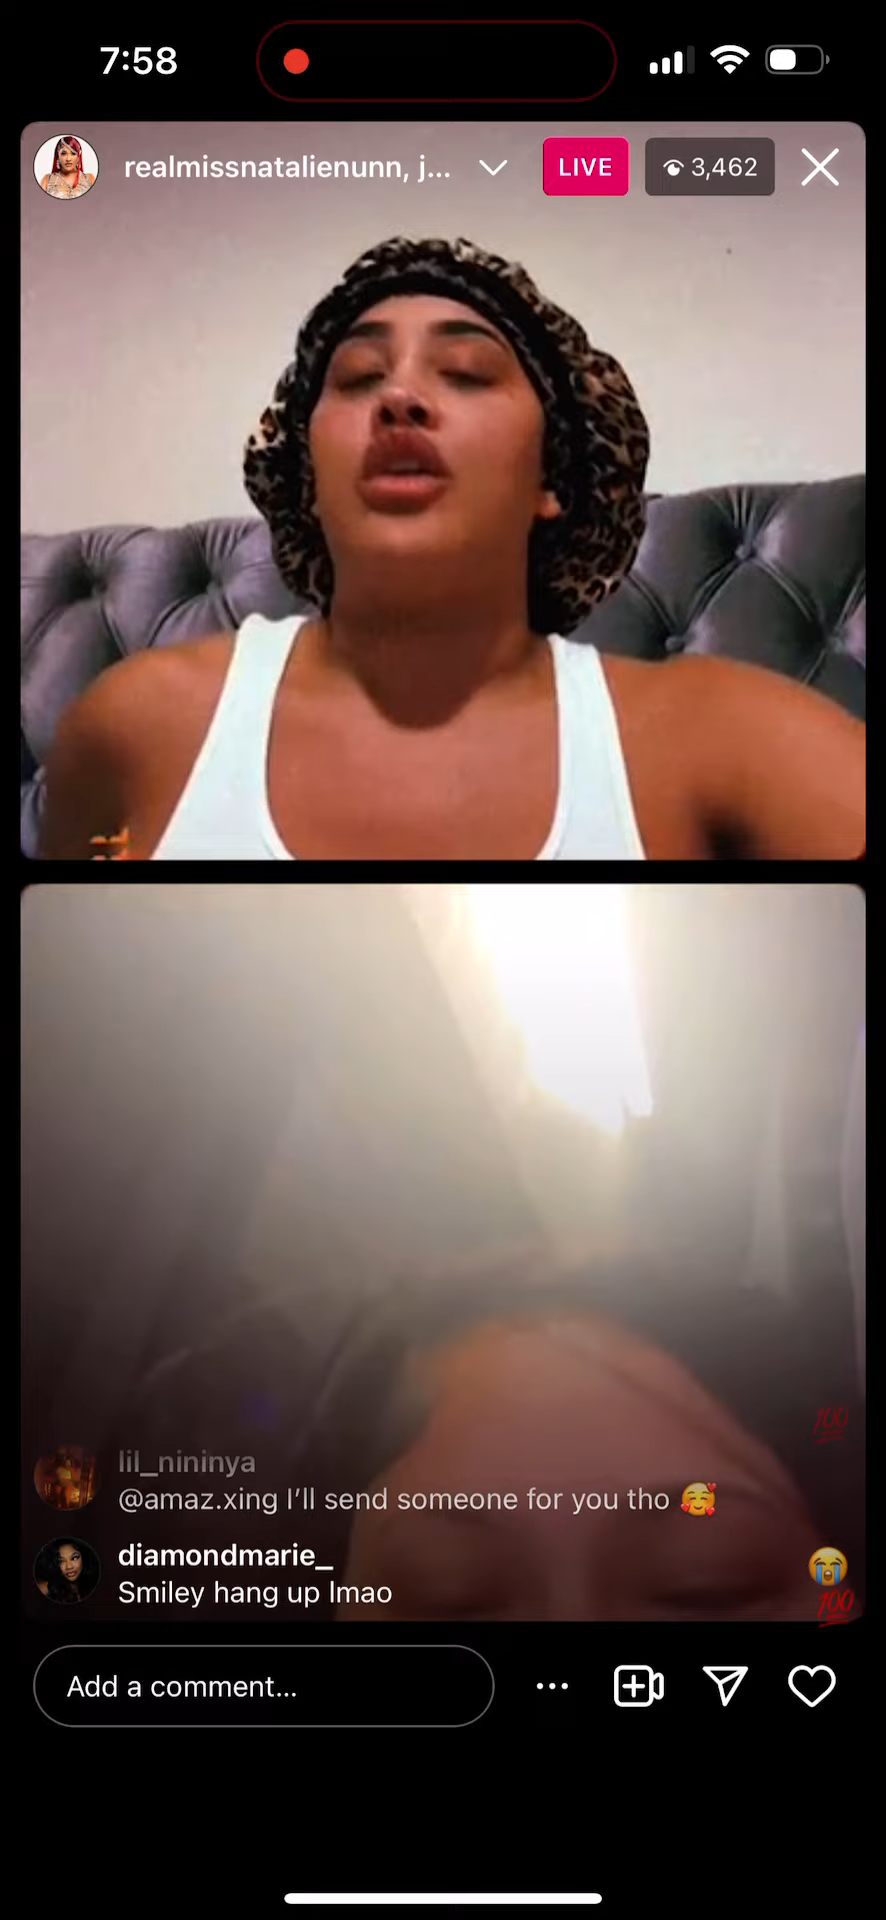 7:58
realmissnatalienunn, j...
LIVE
3,462
lil_nininya
@amaz.xing I’ll send someone for you tho 🥰
diamondmarie_
Smiley hang up lmao
Add a comment...